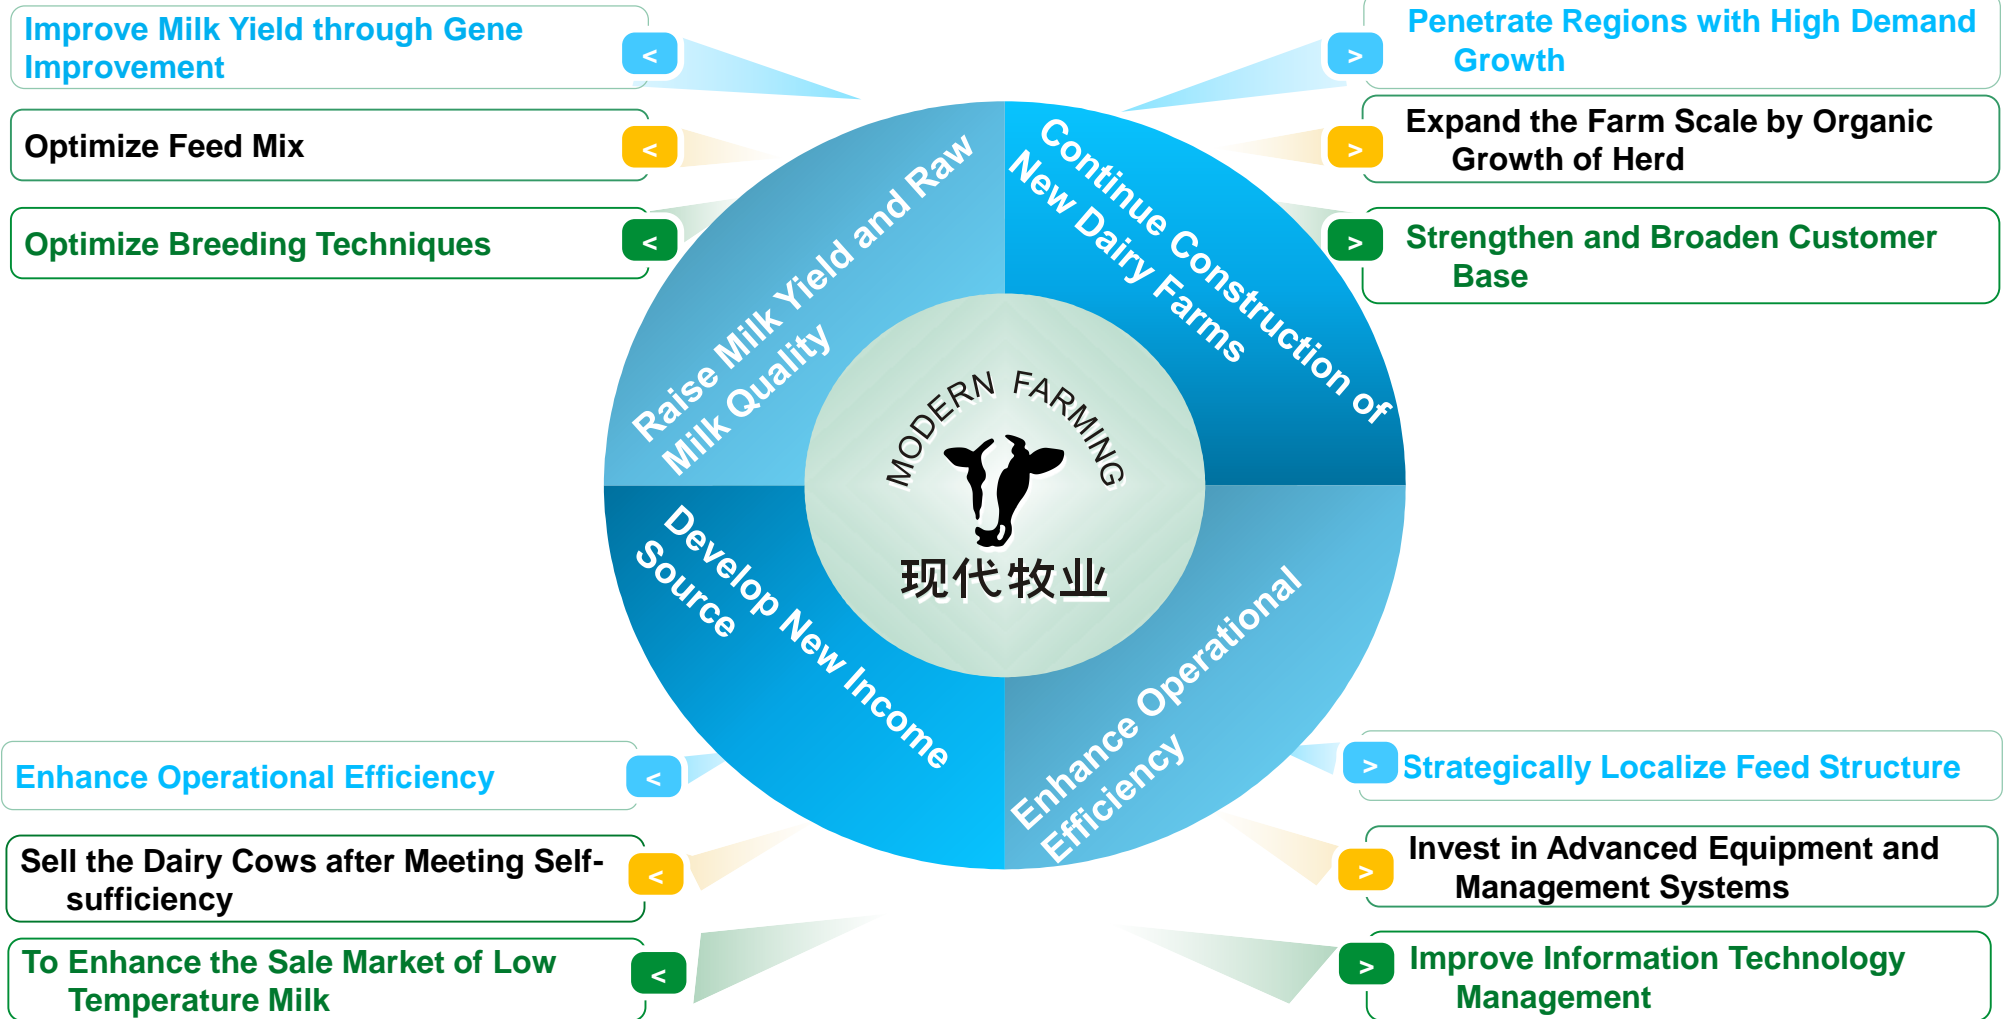 Improve Milk Yield through Gene
Improvement
<
Optimize Feed Mix
<
Optimize Breeding Techniques
<
Penetrate Regions with High Demand
Growth
>
Expand the Farm Scale by Organic
Growth of Herd
>
Strengthen and Broaden Customer
Base
>
Raise Milk Yield and Raw
Milk Quality
Continue Construction of
New Dairy Farms
MODERN FARMING
现代牧业
Develop New Income
Source
Enhance Operational
Efficiency
Enhance Operational Efficiency
<
Sell the Dairy Cows after Meeting Self-
sufficiency
<
To Enhance the Sale Market of Low
Temperature Milk
<
Strategically Localize Feed Structure
>
Invest in Advanced Equipment and
Management Systems
>
Improve Information Technology
Management
>